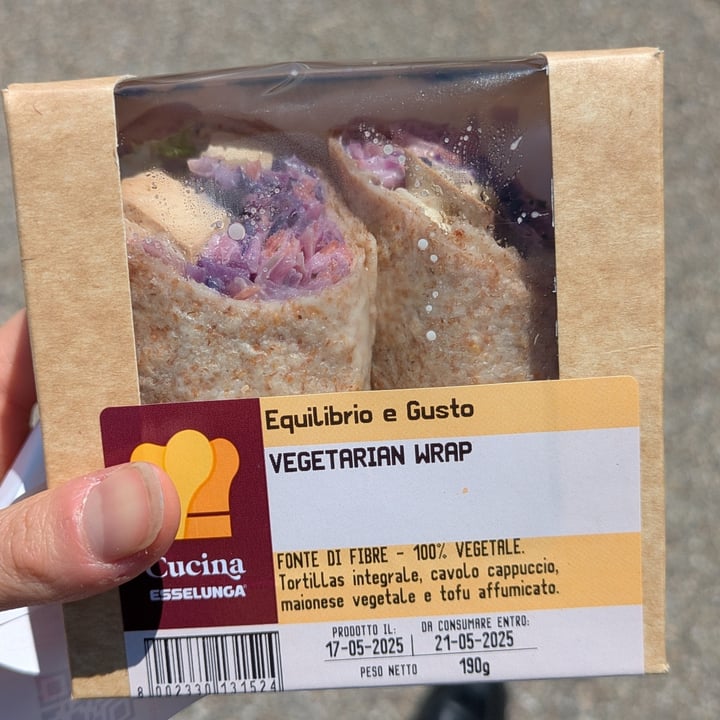 Equilibrio e Gusto
VEGETARIAN WRAP
Cucina
ESSELUNGA
FONTE DI FIBRE - 100% VEGETALE.
Tortillas integrale, cavolo cappuccio,
maionese vegetale e tofu affumicato.
PRODOTTO IL: DA CONSUMARE ENTRO:
17-05-2025 21-05-2025
PESO NETTO 190g
8 002330 131524